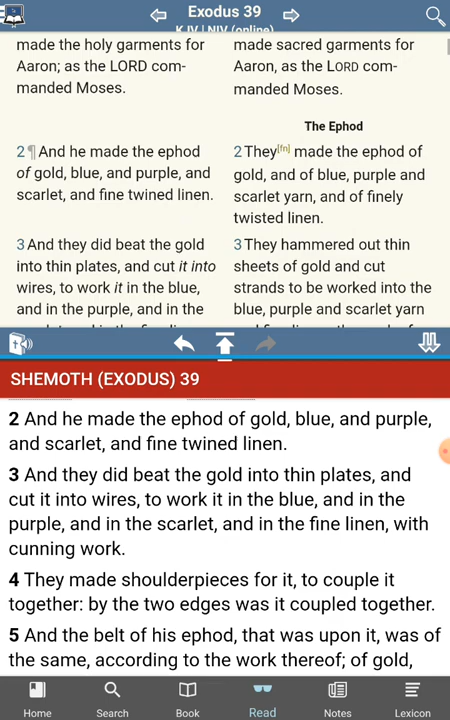 Exodus 39
KJV | NIV (online)
made the holy garments for
Aaron; as the LORD com-
manded Moses.
2 ¶ And he made the ephod
of gold, blue, and purple, and
scarlet, and fine twined linen.
3 And they did beat the gold
into thin plates, and cut it into
wires, to work it in the blue,
and in the purple, and in the
made sacred garments for
Aaron, as the LORD com-
manded Moses.
The Ephod
2 They[fn] made the ephod of
gold, and of blue, purple and
scarlet yarn, and of finely
twisted linen.
3 They hammered out thin
sheets of gold and cut
strands to be worked into the
blue, purple and scarlet yarn
SHEMOTH (EXODUS) 39
2 And he made the ephod of gold, blue, and purple,
and scarlet, and fine twined linen.
3 And they did beat the gold into thin plates, and
cut it into wires, to work it in the blue, and in the
purple, and in the scarlet, and in the fine linen, with
cunning work.
4 They made shoulderpieces for it, to couple it
together: by the two edges was it coupled together.
5 And the belt of his ephod, that was upon it, was of
the same, according to the work thereof; of gold,
Home
Search
Book
Read
Notes
Lexicon